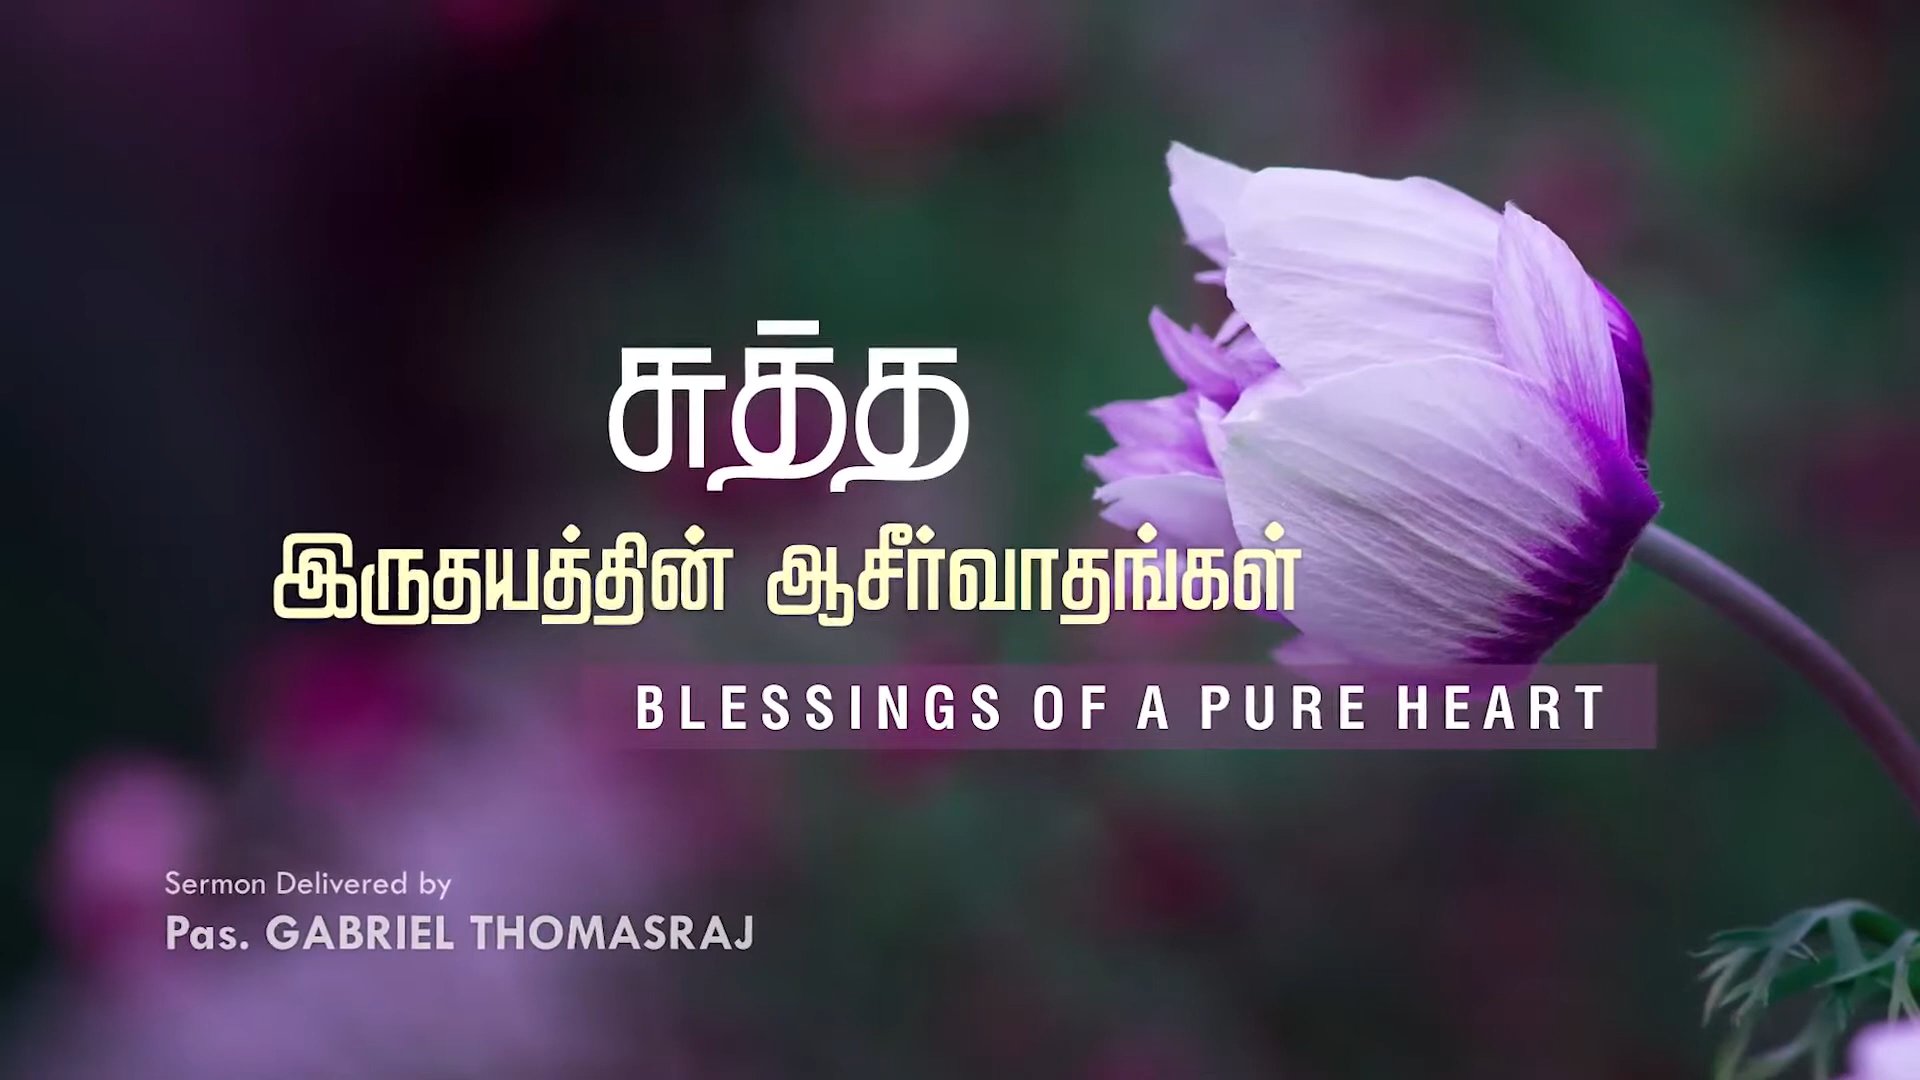 சுத்த
இருதயத்தின் ஆசீர்வாதங்கள்
BLESSINGS OF A PURE HEART
Sermon Delivered by
Pas. GABRIEL THOMASRAJ